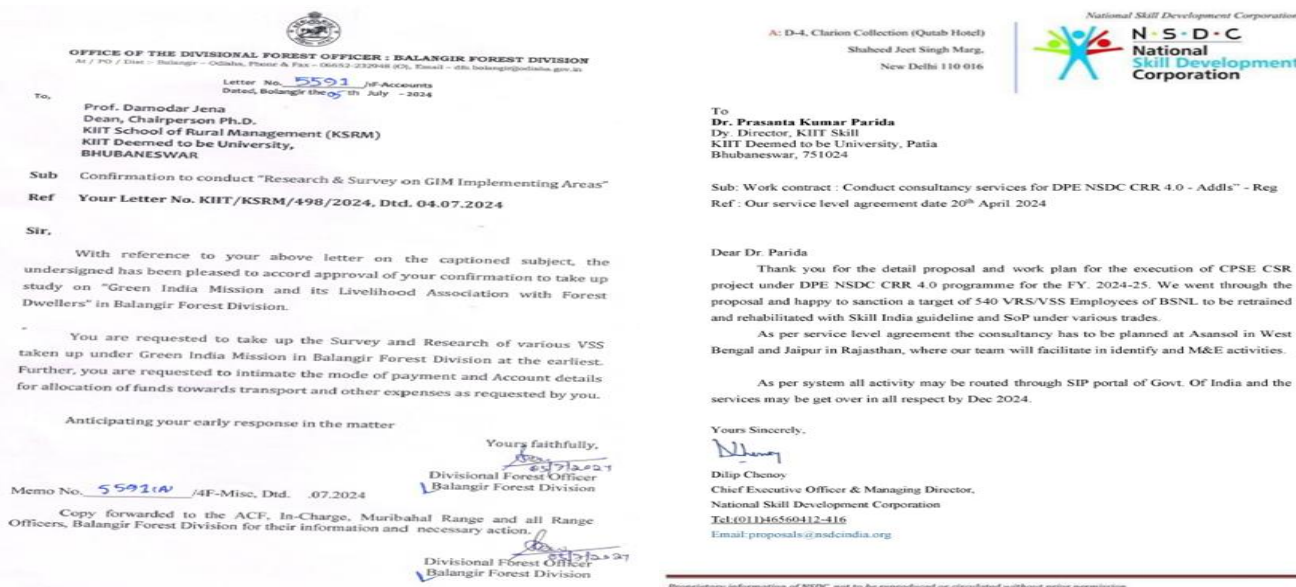 OFFICE OF THE DIVISIONAL FOREST OFFICER : BALANGIR FOREST DIVISION
At / PO / Dist :- Balangir – Odisha, Phone & Fax – 06652-232948 (O), Email – dfo.balangir@odisha.gov.in
Letter No. 5591 /4F-Accounts
Dated, Bolangir the 05 th July - 2024
To,
Prof. Damodar Jena
Dean, Chairperson Ph.D.
KIIT School of Rural Management (KSRM)
KIIT Deemed to be University,
BHUBANESWAR
Sub Confirmation to conduct "Research & Survey on GIM Implementing Areas"
Ref Your Letter No. KIIT/KSRM/498/2024, Dtd. 04.07.2024
Sir,
With reference to your above letter on the captioned subject, the
undersigned has been pleased to accord approval of your confirmation to take up
study on "Green India Mission and its Livelihood Association with Forest
Dwellers" in Balangir Forest Division.
You are requested to take up the Survey and Research of various VSS
taken up under Green India Mission in Balangir Forest Division at the earliest.
Further, you are requested to intimate the mode of payment and Account details
for allocation of funds towards transport and other expenses as requested by you.
Anticipating your early response in the matter
Yours faithfully,
Divisional Forest Officer
Balangir Forest Division
Memo No. 5592(A) /4F-Misc, Dtd. .07.2024
Copy forwarded to the ACF, In-Charge, Muribahal Range and all Range
Officers, Balangir Forest Division for their information and necessary action.
Divisional Forest Officer
Balangir Forest Division
National Skill Development Corporation
A: D-4, Clarion Collection (Qutab Hotel)
Shaheed Jeet Singh Marg,
New Delhi 110 016
N·S·D·C
National
Skill Development
Corporation
To
Dr. Prasanta Kumar Parida
Dy. Director, KIIT Skill
KIIT Deemed to be University, Patia
Bhubaneswar, 751024
Sub: Work contract : Conduct consultancy services for DPE NSDC CRR 4.0 - Addls" - Reg
Ref : Our service level agreement date 20th April 2024
Dear Dr. Parida
Thank you for the detail proposal and work plan for the execution of CPSE CSR
project under DPE NSDC CRR 4.0 programme for the FY. 2024-25. We went through the
proposal and happy to sanction a target of 540 VRS/VSS Employees of BSNL to be retrained
and rehabilitated with Skill India guideline and SoP under various trades.
As per service level agreement the consultancy has to be planned at Asansol in West
Bengal and Jaipur in Rajasthan, where our team will facilitate in identify and M&E activities.
As per system all activity may be routed through SIP portal of Govt. Of India and the
services may be get over in all respect by Dec 2024.
Yours Sincerely,
Dilip Chenoy
Chief Executive Officer & Managing Director,
National Skill Development Corporation
Tel:(011)46560412-416
Email:proposals@nsdcindia.org